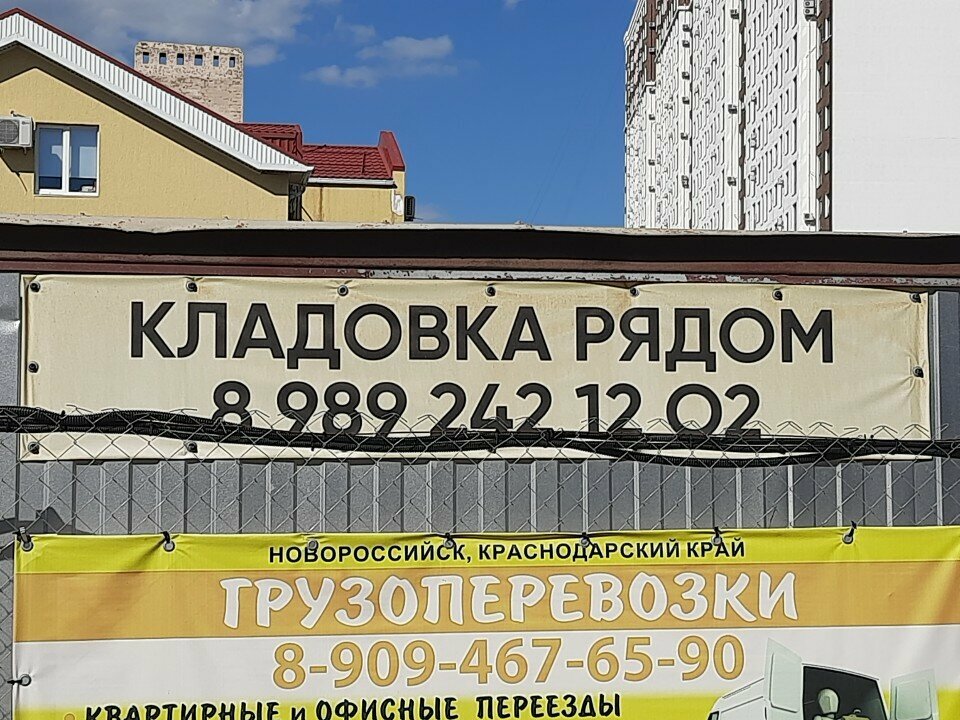 КЛАДОВКА РЯДОМ
8 989 242 12 02
НОВОРОССИЙСК, КРАСНОДАРСКИЙ КРАЙ
ГРУЗОПЕРЕВОЗКИ
8-909-467-65-90
• КВАРТИРНЫЕ и ОФИСНЫЕ ПЕРЕЕЗДЫ